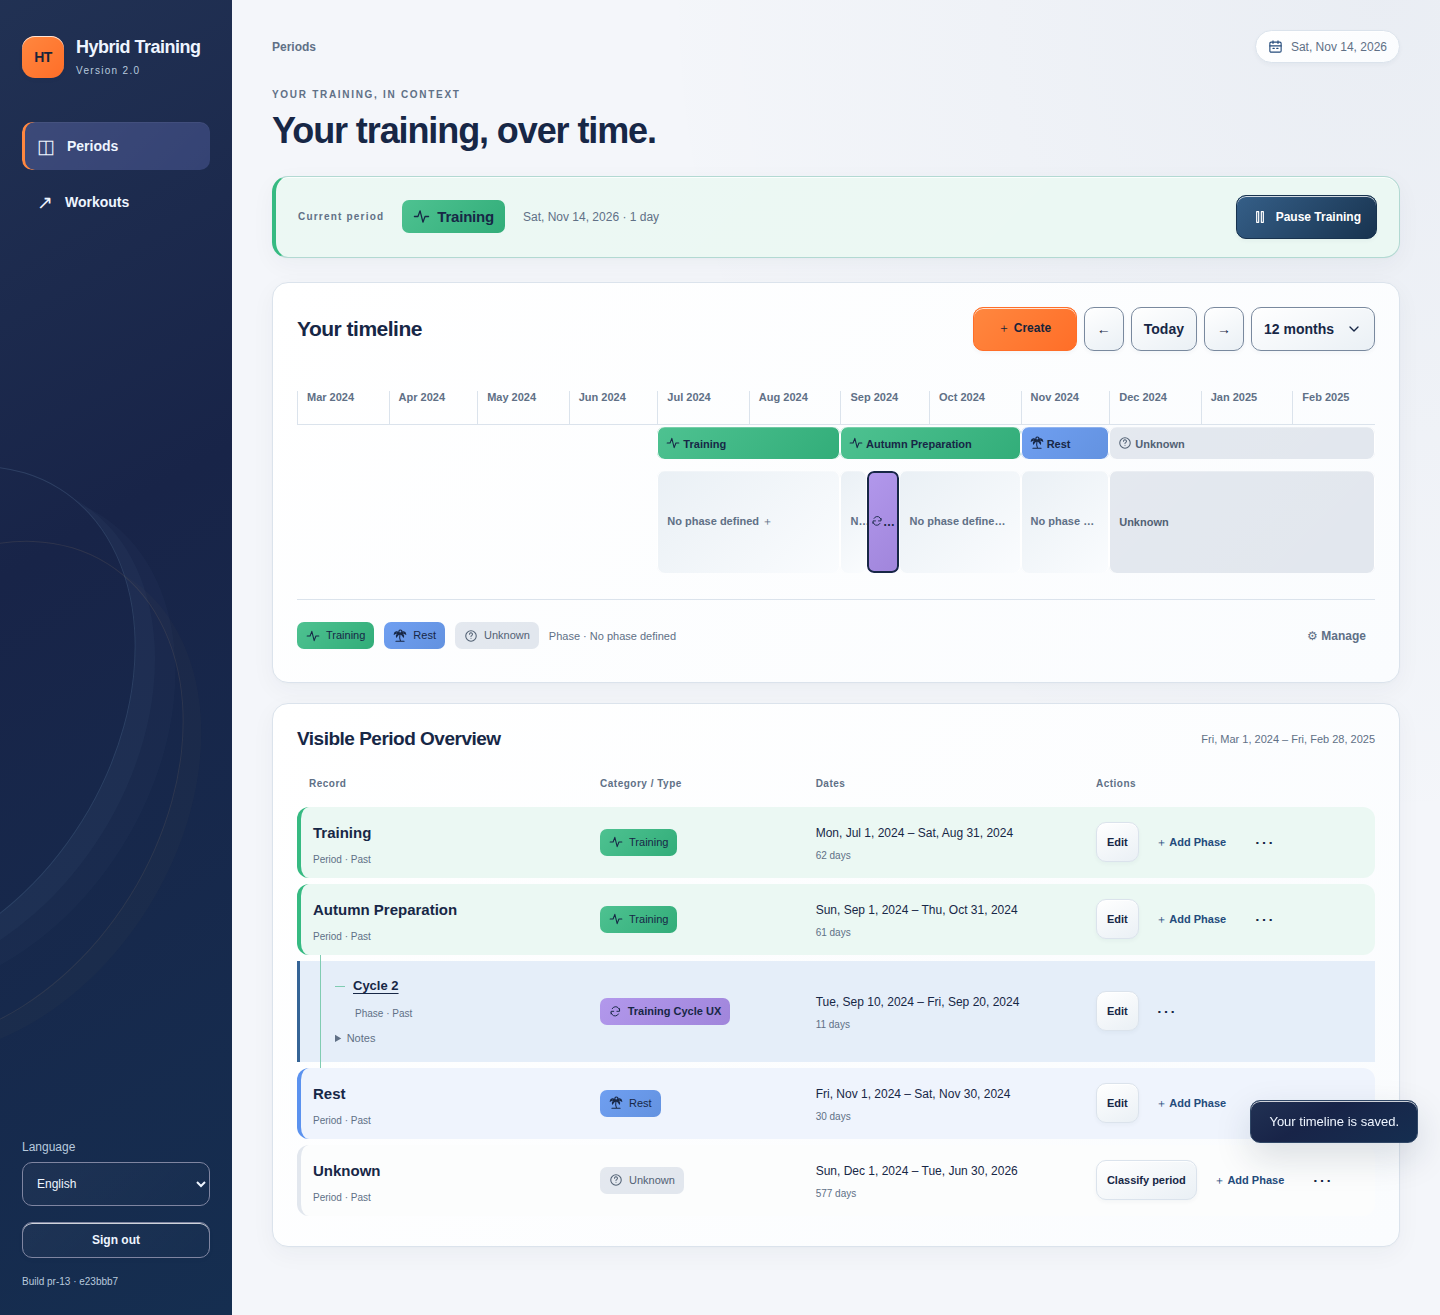 HT
Hybrid Training
Version 2.0
Periods
Workouts
Language
English
Sign out
Build pr-13 · e23bbb7
Periods
Sat, Nov 14, 2026
YOUR TRAINING, IN CONTEXT
Your training, over time.
Current period Training Sat, Nov 14, 2026 · 1 day Pause Training
Your timeline
+ Create ← Today → 12 months
Mar 2024 Apr 2024 May 2024 Jun 2024 Jul 2024 Aug 2024 Sep 2024 Oct 2024 Nov 2024 Dec 2024 Jan 2025 Feb 2025
Training Autumn Preparation Rest Unknown
No phase defined + N… … No phase define… No phase … Unknown
Training Rest Unknown Phase · No phase defined Manage
Visible Period Overview
Fri, Mar 1, 2024 – Fri, Feb 28, 2025
Record Category / Type Dates Actions
Training
Period · Past
Training
Mon, Jul 1, 2024 – Sat, Aug 31, 2024
62 days
Edit + Add Phase ···
Autumn Preparation
Period · Past
Training
Sun, Sep 1, 2024 – Thu, Oct 31, 2024
61 days
Edit + Add Phase ···
Cycle 2
Phase · Past
Notes
Training Cycle UX
Tue, Sep 10, 2024 – Fri, Sep 20, 2024
11 days
Edit ···
Rest
Period · Past
Rest
Fri, Nov 1, 2024 – Sat, Nov 30, 2024
30 days
Edit + Add Phase
Your timeline is saved.
Unknown
Period · Past
Unknown
Sun, Dec 1, 2024 – Tue, Jun 30, 2026
577 days
Classify period + Add Phase ···